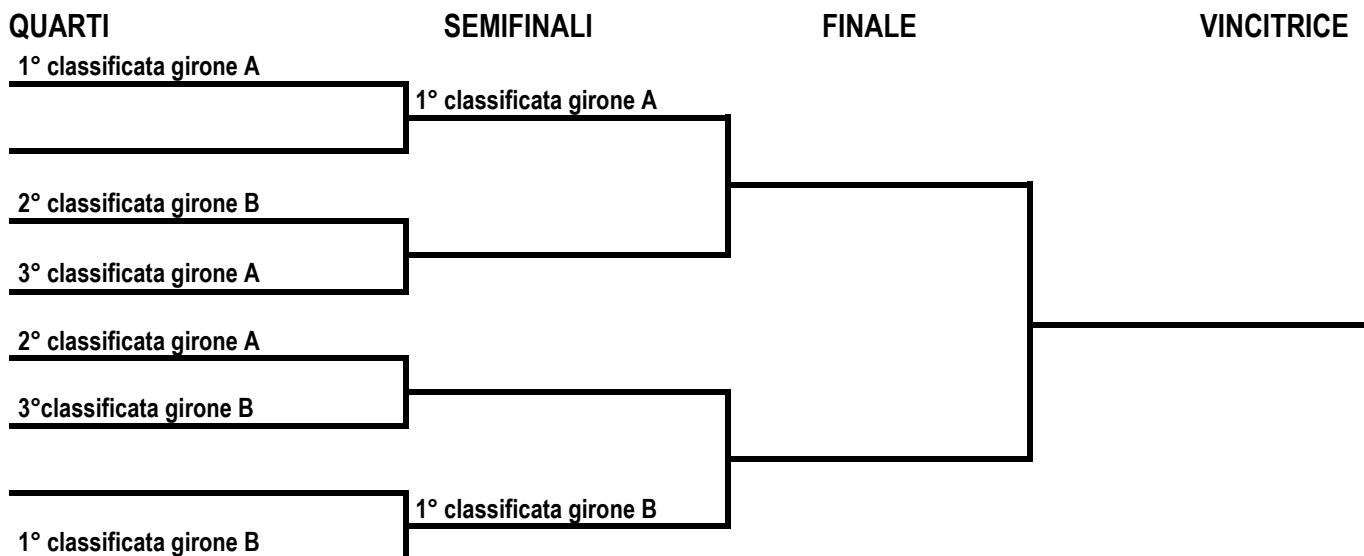 QUARTI SEMIFINALI FINALE VINCITRICE
1° classificata girone A
1° classificata girone A
2° classificata girone B
3° classificata girone A
2° classificata girone A
3°classificata girone B
1° classificata girone B
1° classificata girone B